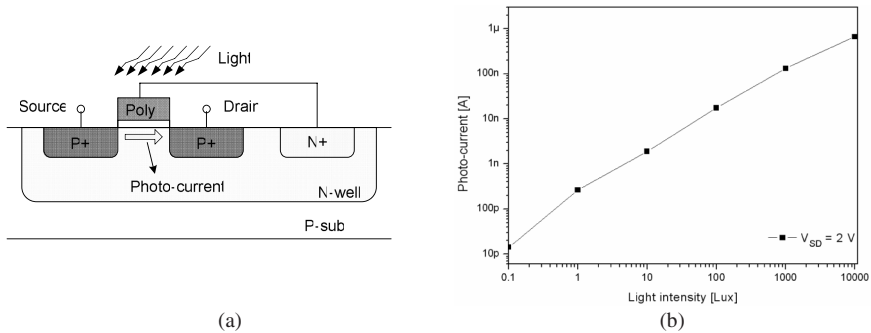 Light
Source
Poly
Drain
P+
P+
N+
Photo-current
N-well
P-sub
(a)
Photo-current [A]
1μ
100n
10n
1n
100p
10p
0.1
1
10
100
1000
10000
V_SD = 2 V
Light intensity [Lux]
(b)